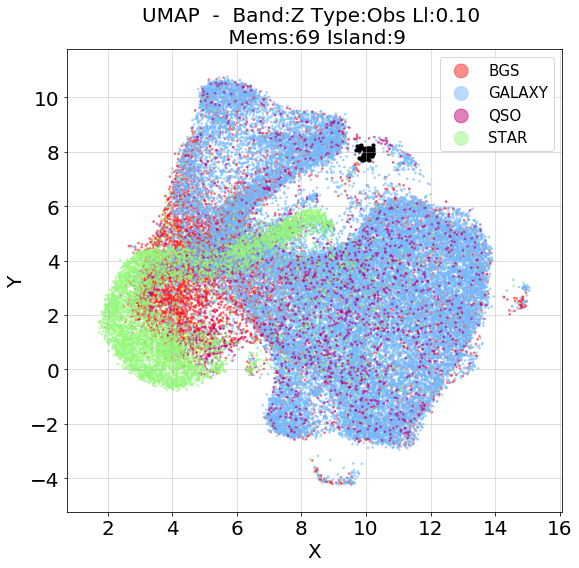 UMAP  -  Band:Z Type:Obs Ll:0.10
Mems:69 Island:9
BGS
GALAXY
QSO
STAR
10
8
6
4
2
0
−2
−4
Y
2 4 6 8 10 12 14 16
X